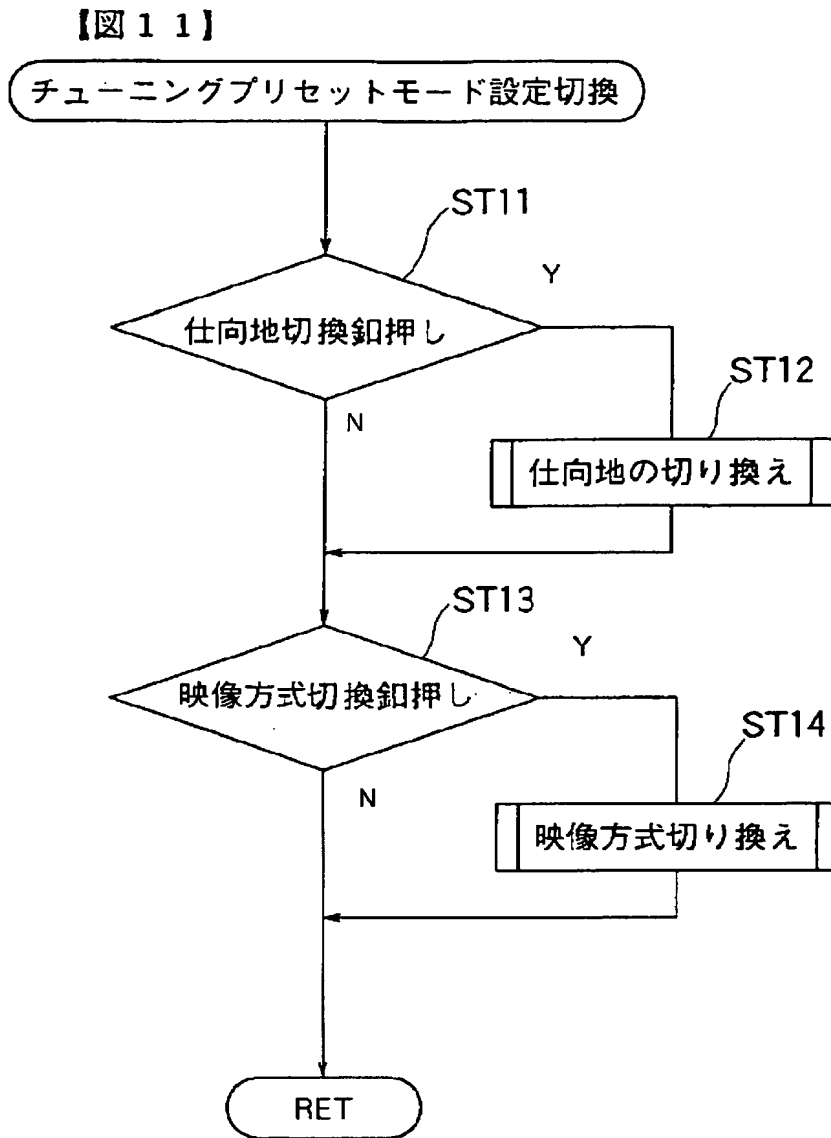 【図１１】
チューニングプリセットモード設定切換
ST11
Y
仕向地切換釦押し
ST12
N
仕向地の切り換え
ST13
Y
映像方式切換釦押し
ST14
N
映像方式切り換え
RET